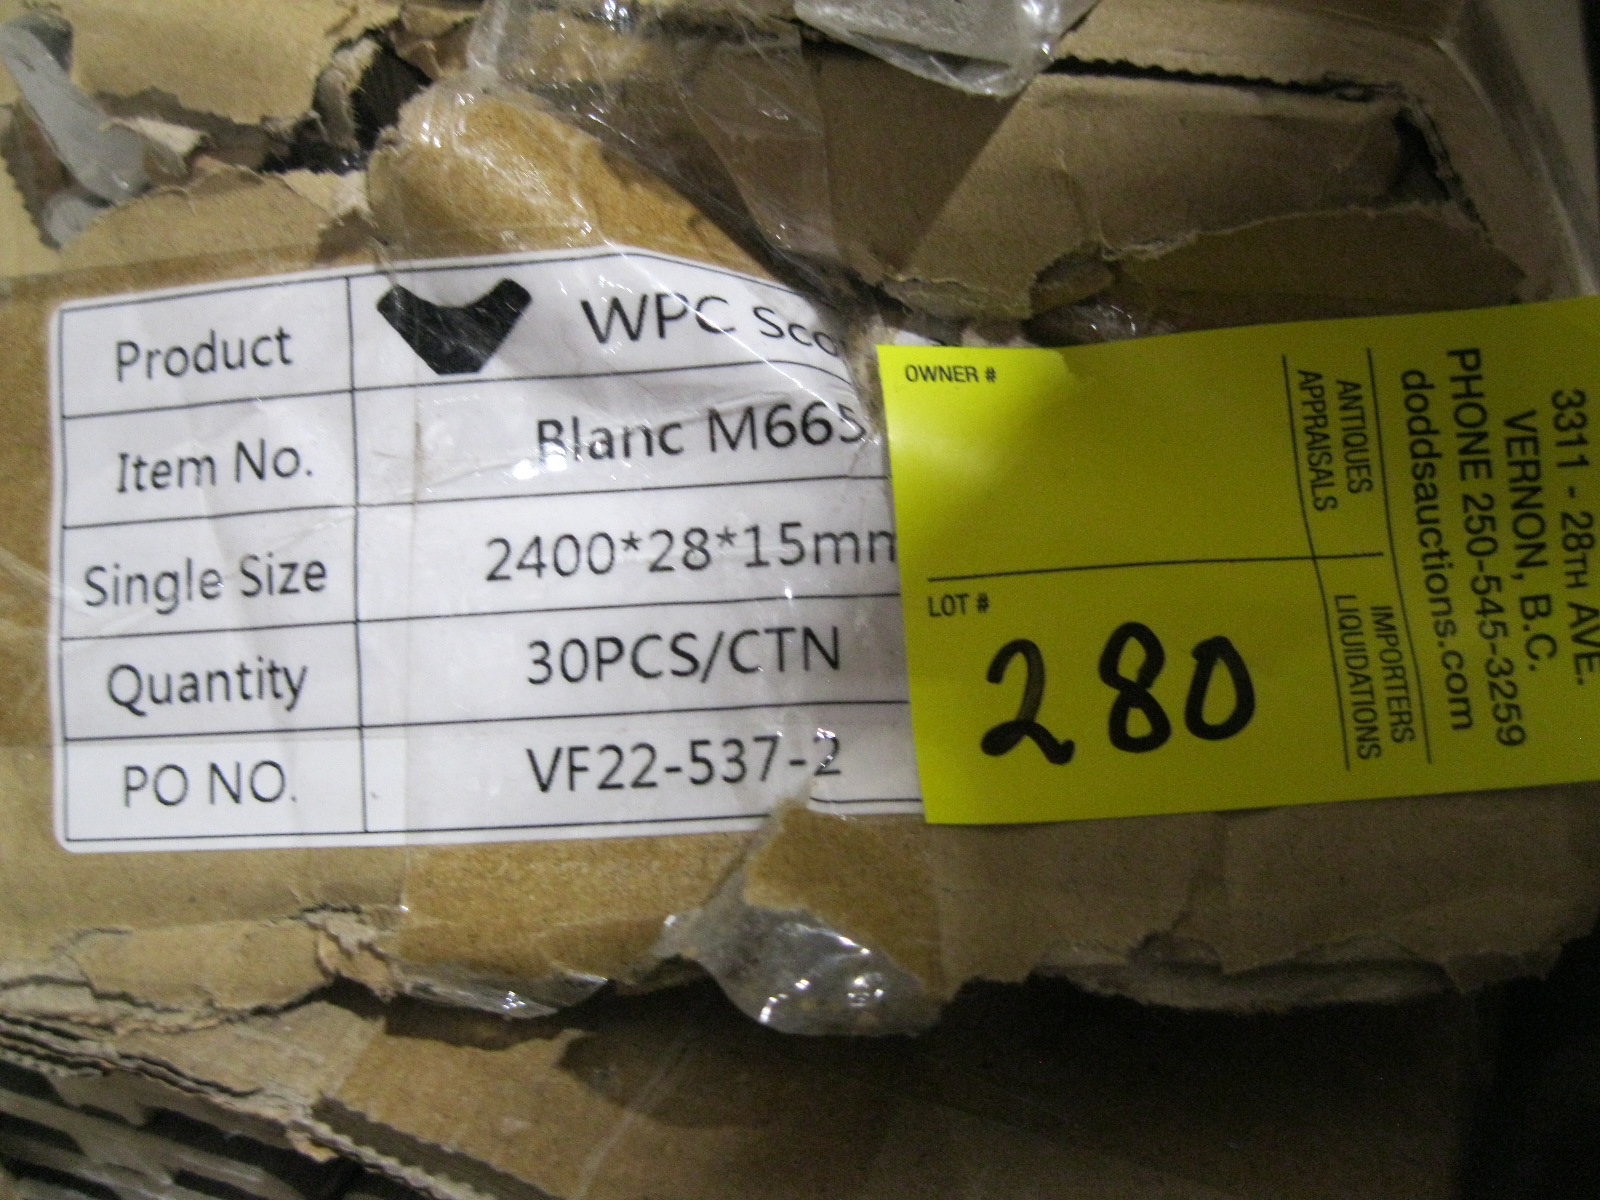 Product WPC
Item No. Blanc M665
Single Size 2400*28*15mm
Quantity 30PCS/CTN
PO NO. VF22-537-2
OWNER #
LOT #
280
3311 - 28TH AVE.
VERNON, B.C.
PHONE 250-545-3259
doddsauctions.com
ANTIQUES
APPRAISALS
IMPORTERS
LIQUIDATIONS